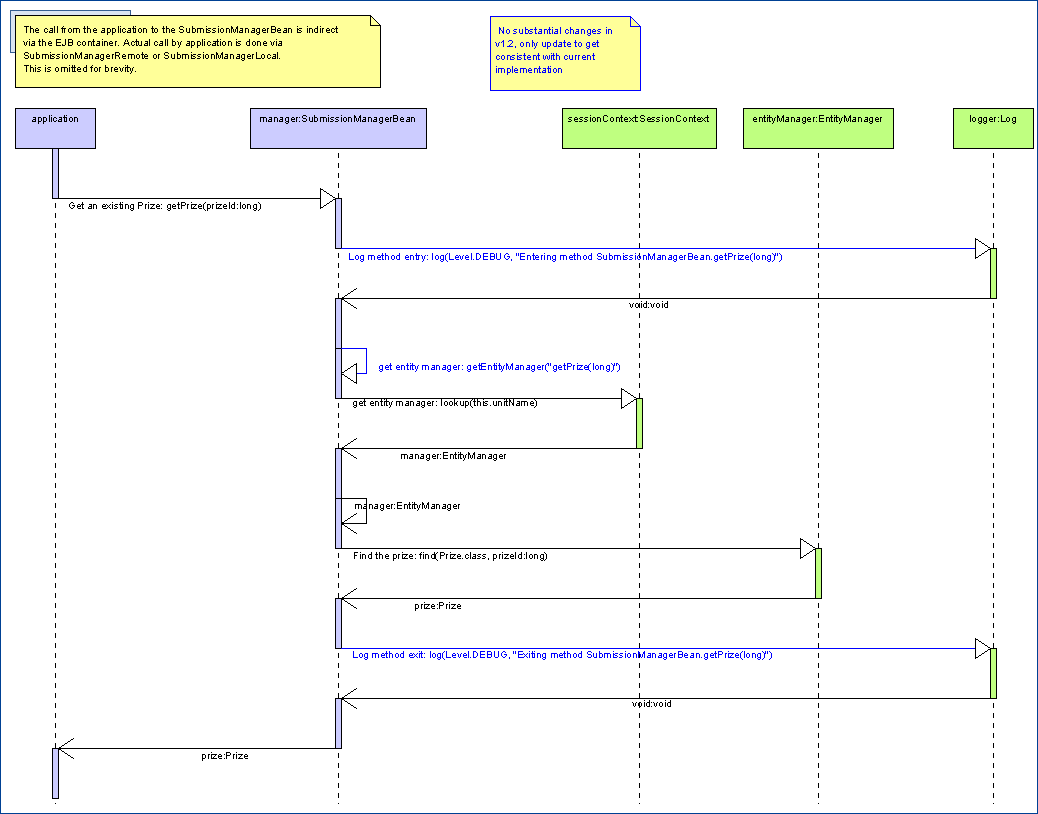 The call from the application to the SubmissionManagerBean is indirect
via the EJB container. Actual call by application is done via
SubmissionManagerRemote or SubmissionManagerLocal.
This is omitted for brevity.
No substantial changes in
v1.2, only update to get
consistent with current
implementation
application
manager:SubmissionManagerBean
sessionContext:SessionContext
entityManager:EntityManager
logger:Log
Get an existing Prize: getPrize(prizeId:long)
Log method entry: log(Level.DEBUG, "Entering method SubmissionManagerBean.getPrize(long)")
void:void
get entity manager: getEntityManager("getPrize(long)")
get entity manager: lookup(this.unitName)
manager:EntityManager
manager:EntityManager
Find the prize: find(Prize.class, prizeId:long)
prize:Prize
Log method exit: log(Level.DEBUG, "Exiting method SubmissionManagerBean.getPrize(long)")
void:void
prize:Prize